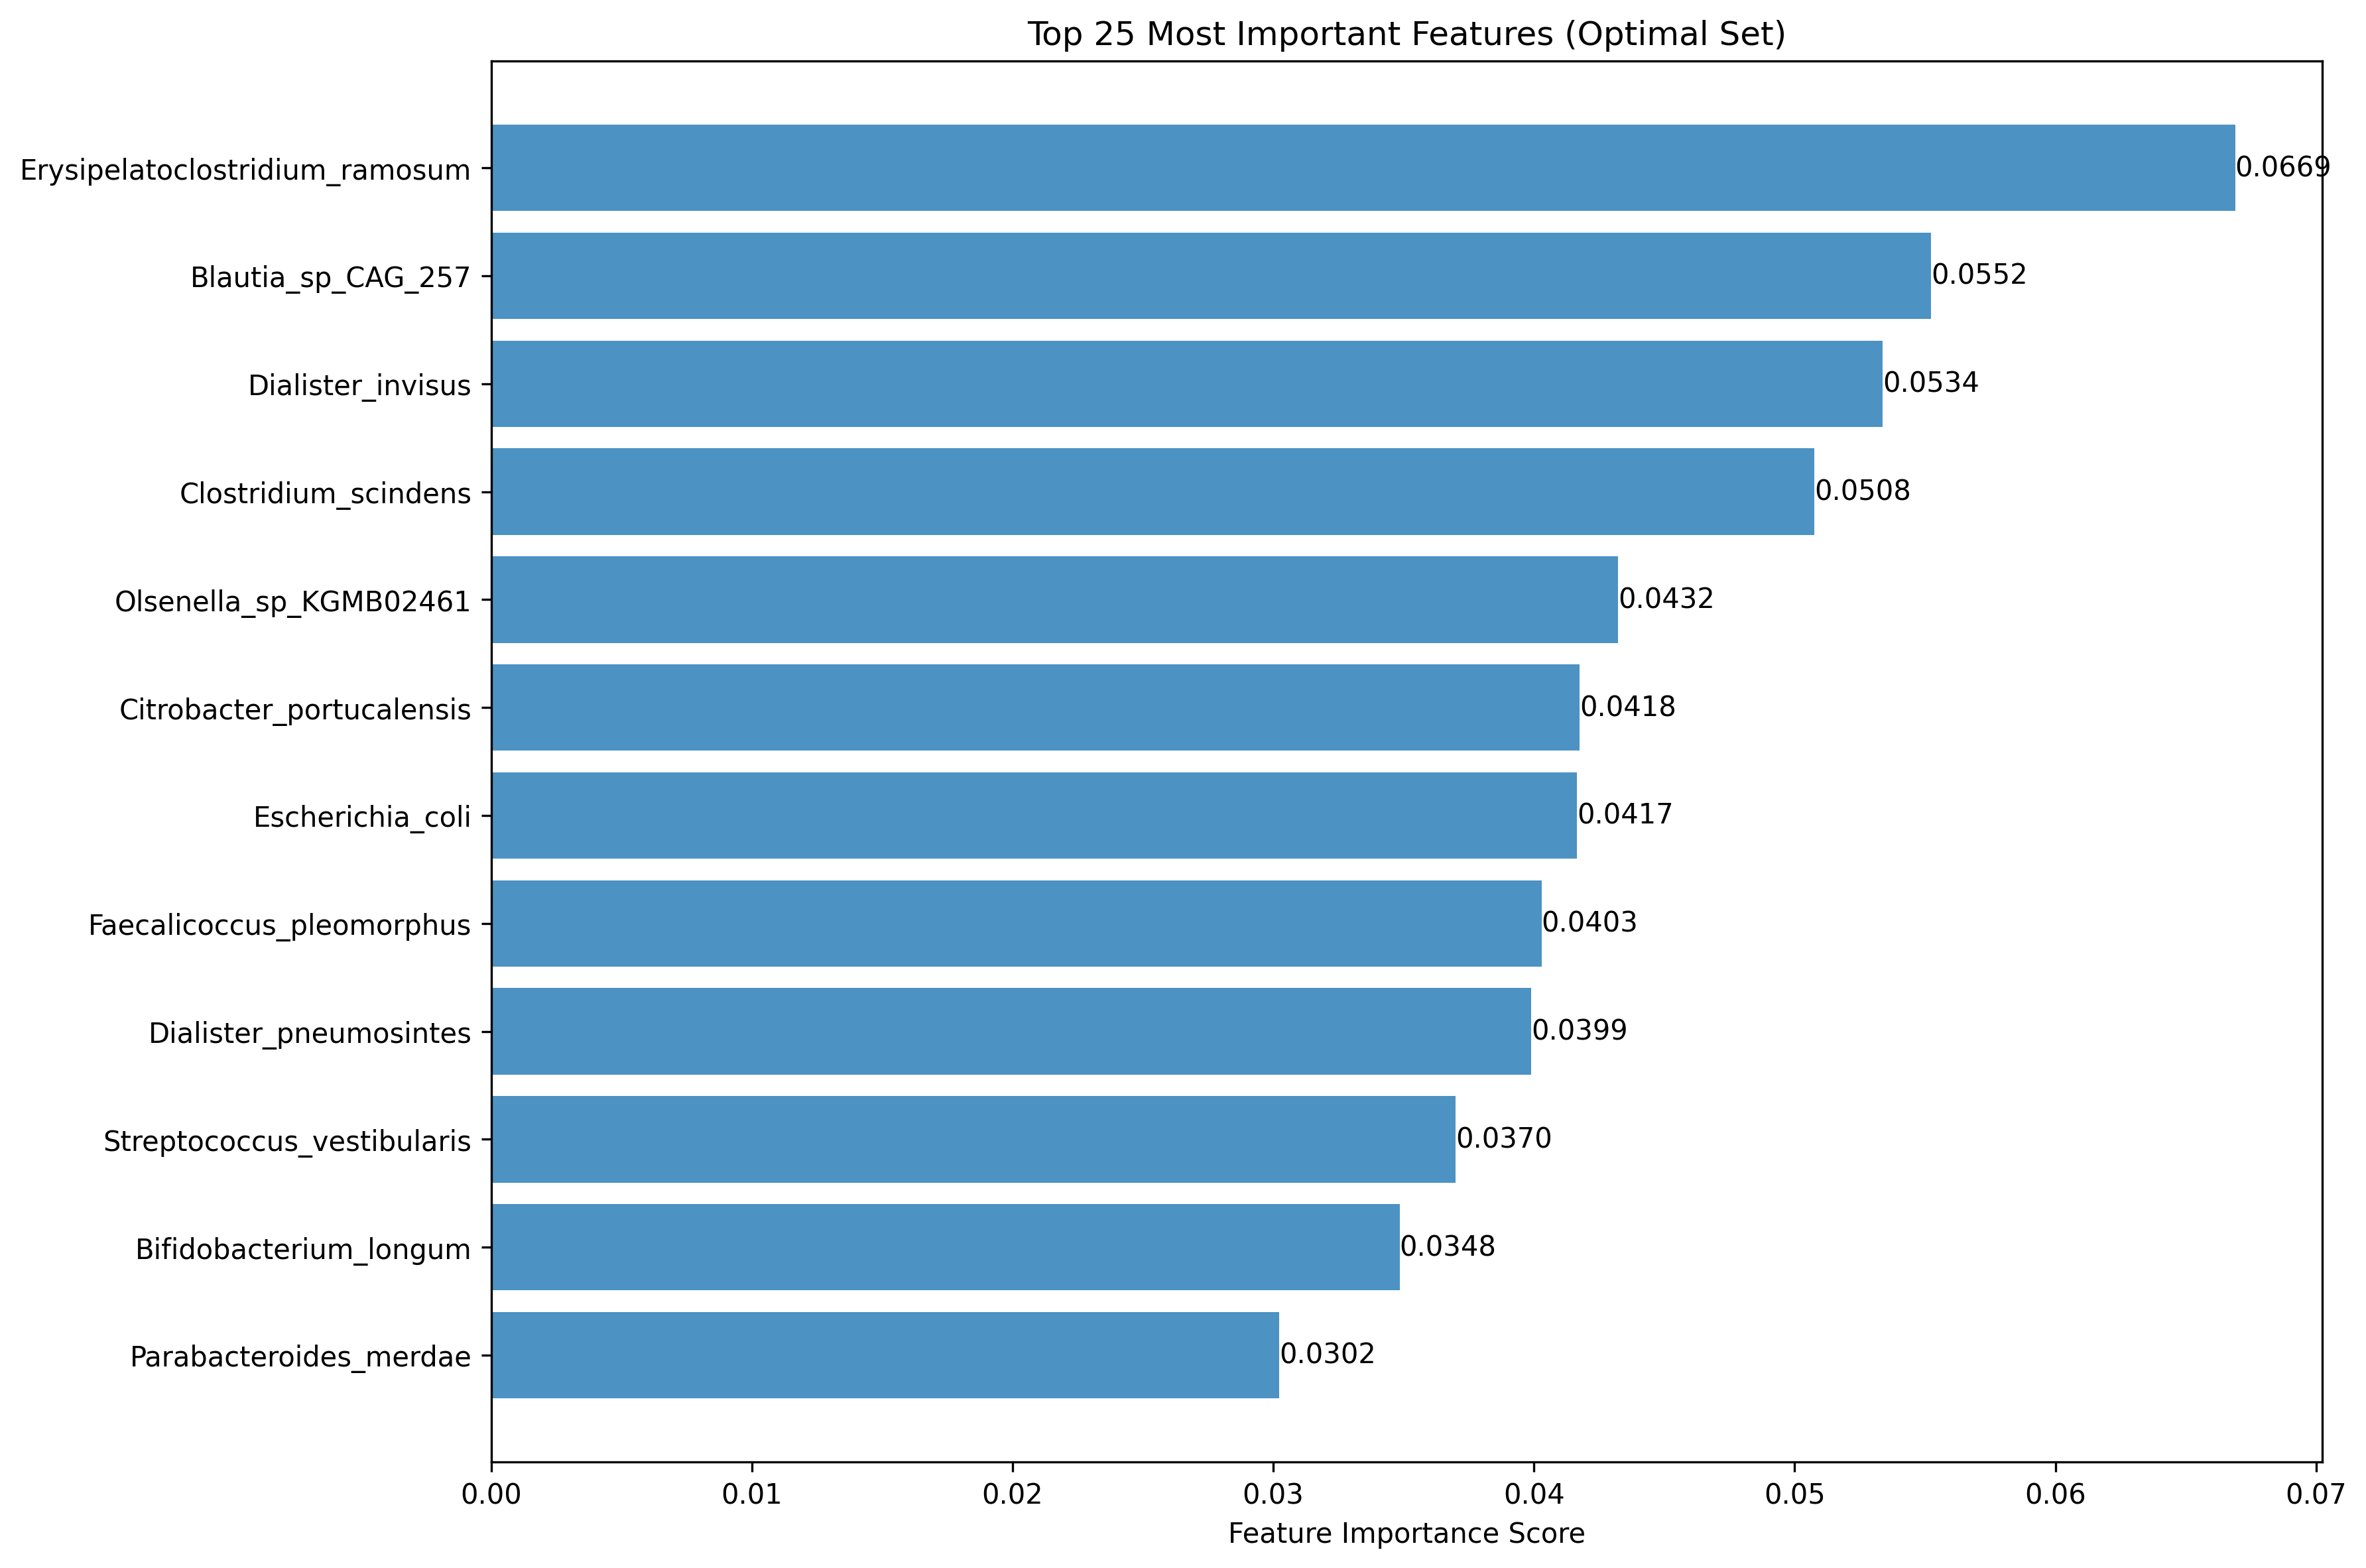 Top 25 Most Important Features (Optimal Set)
Erysipelatoclostridium_ramosum 0.0669
Blautia_sp_CAG_257 0.0552
Dialister_invisus 0.0534
Clostridium_scindens 0.0508
Olsenella_sp_KGMB02461 0.0432
Citrobacter_portucalensis 0.0418
Escherichia_coli 0.0417
Faecalicoccus_pleomorphus 0.0403
Dialister_pneumosintes 0.0399
Streptococcus_vestibularis 0.0370
Bifidobacterium_longum 0.0348
Parabacteroides_merdae 0.0302
0.00 0.01 0.02 0.03 0.04 0.05 0.06 0.07
Feature Importance Score